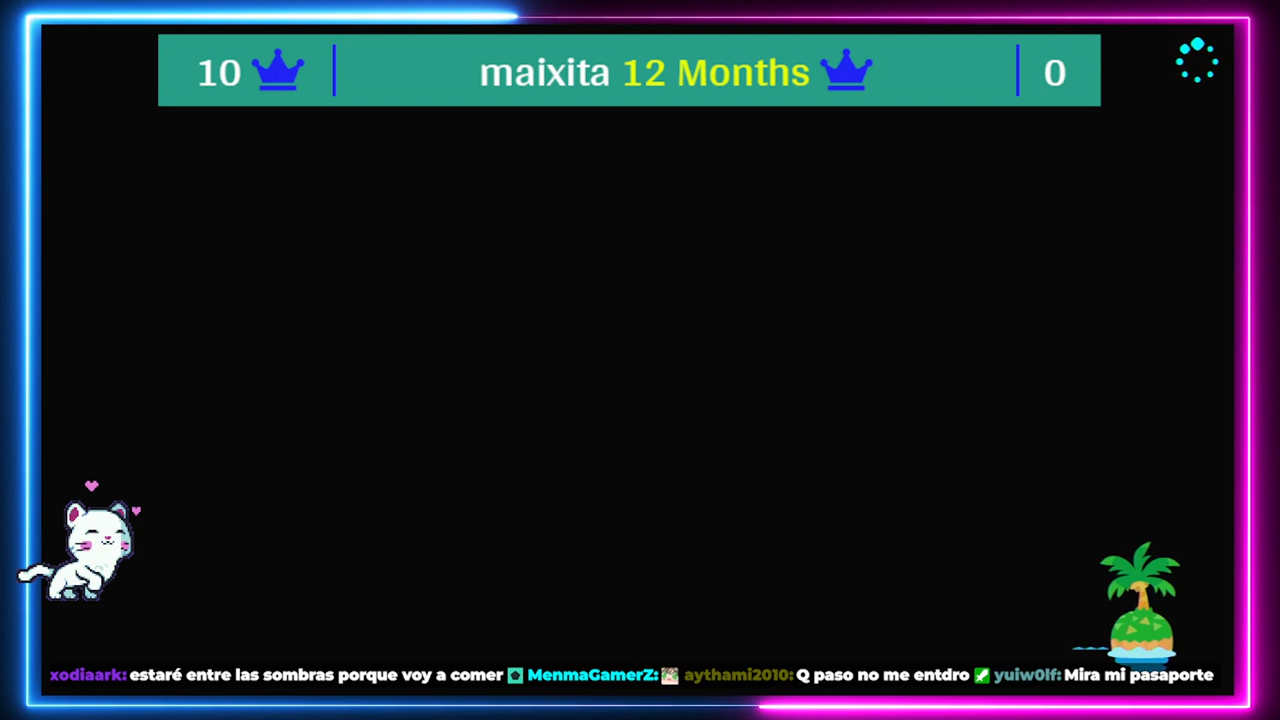 10 maixita 12 Months 0
xodiaark: estaré entre las sombras porque voy a comer MenmaGamerZ: aythami2010: Q paso no me entdro yuiw0lf: Mira mi pasaporte